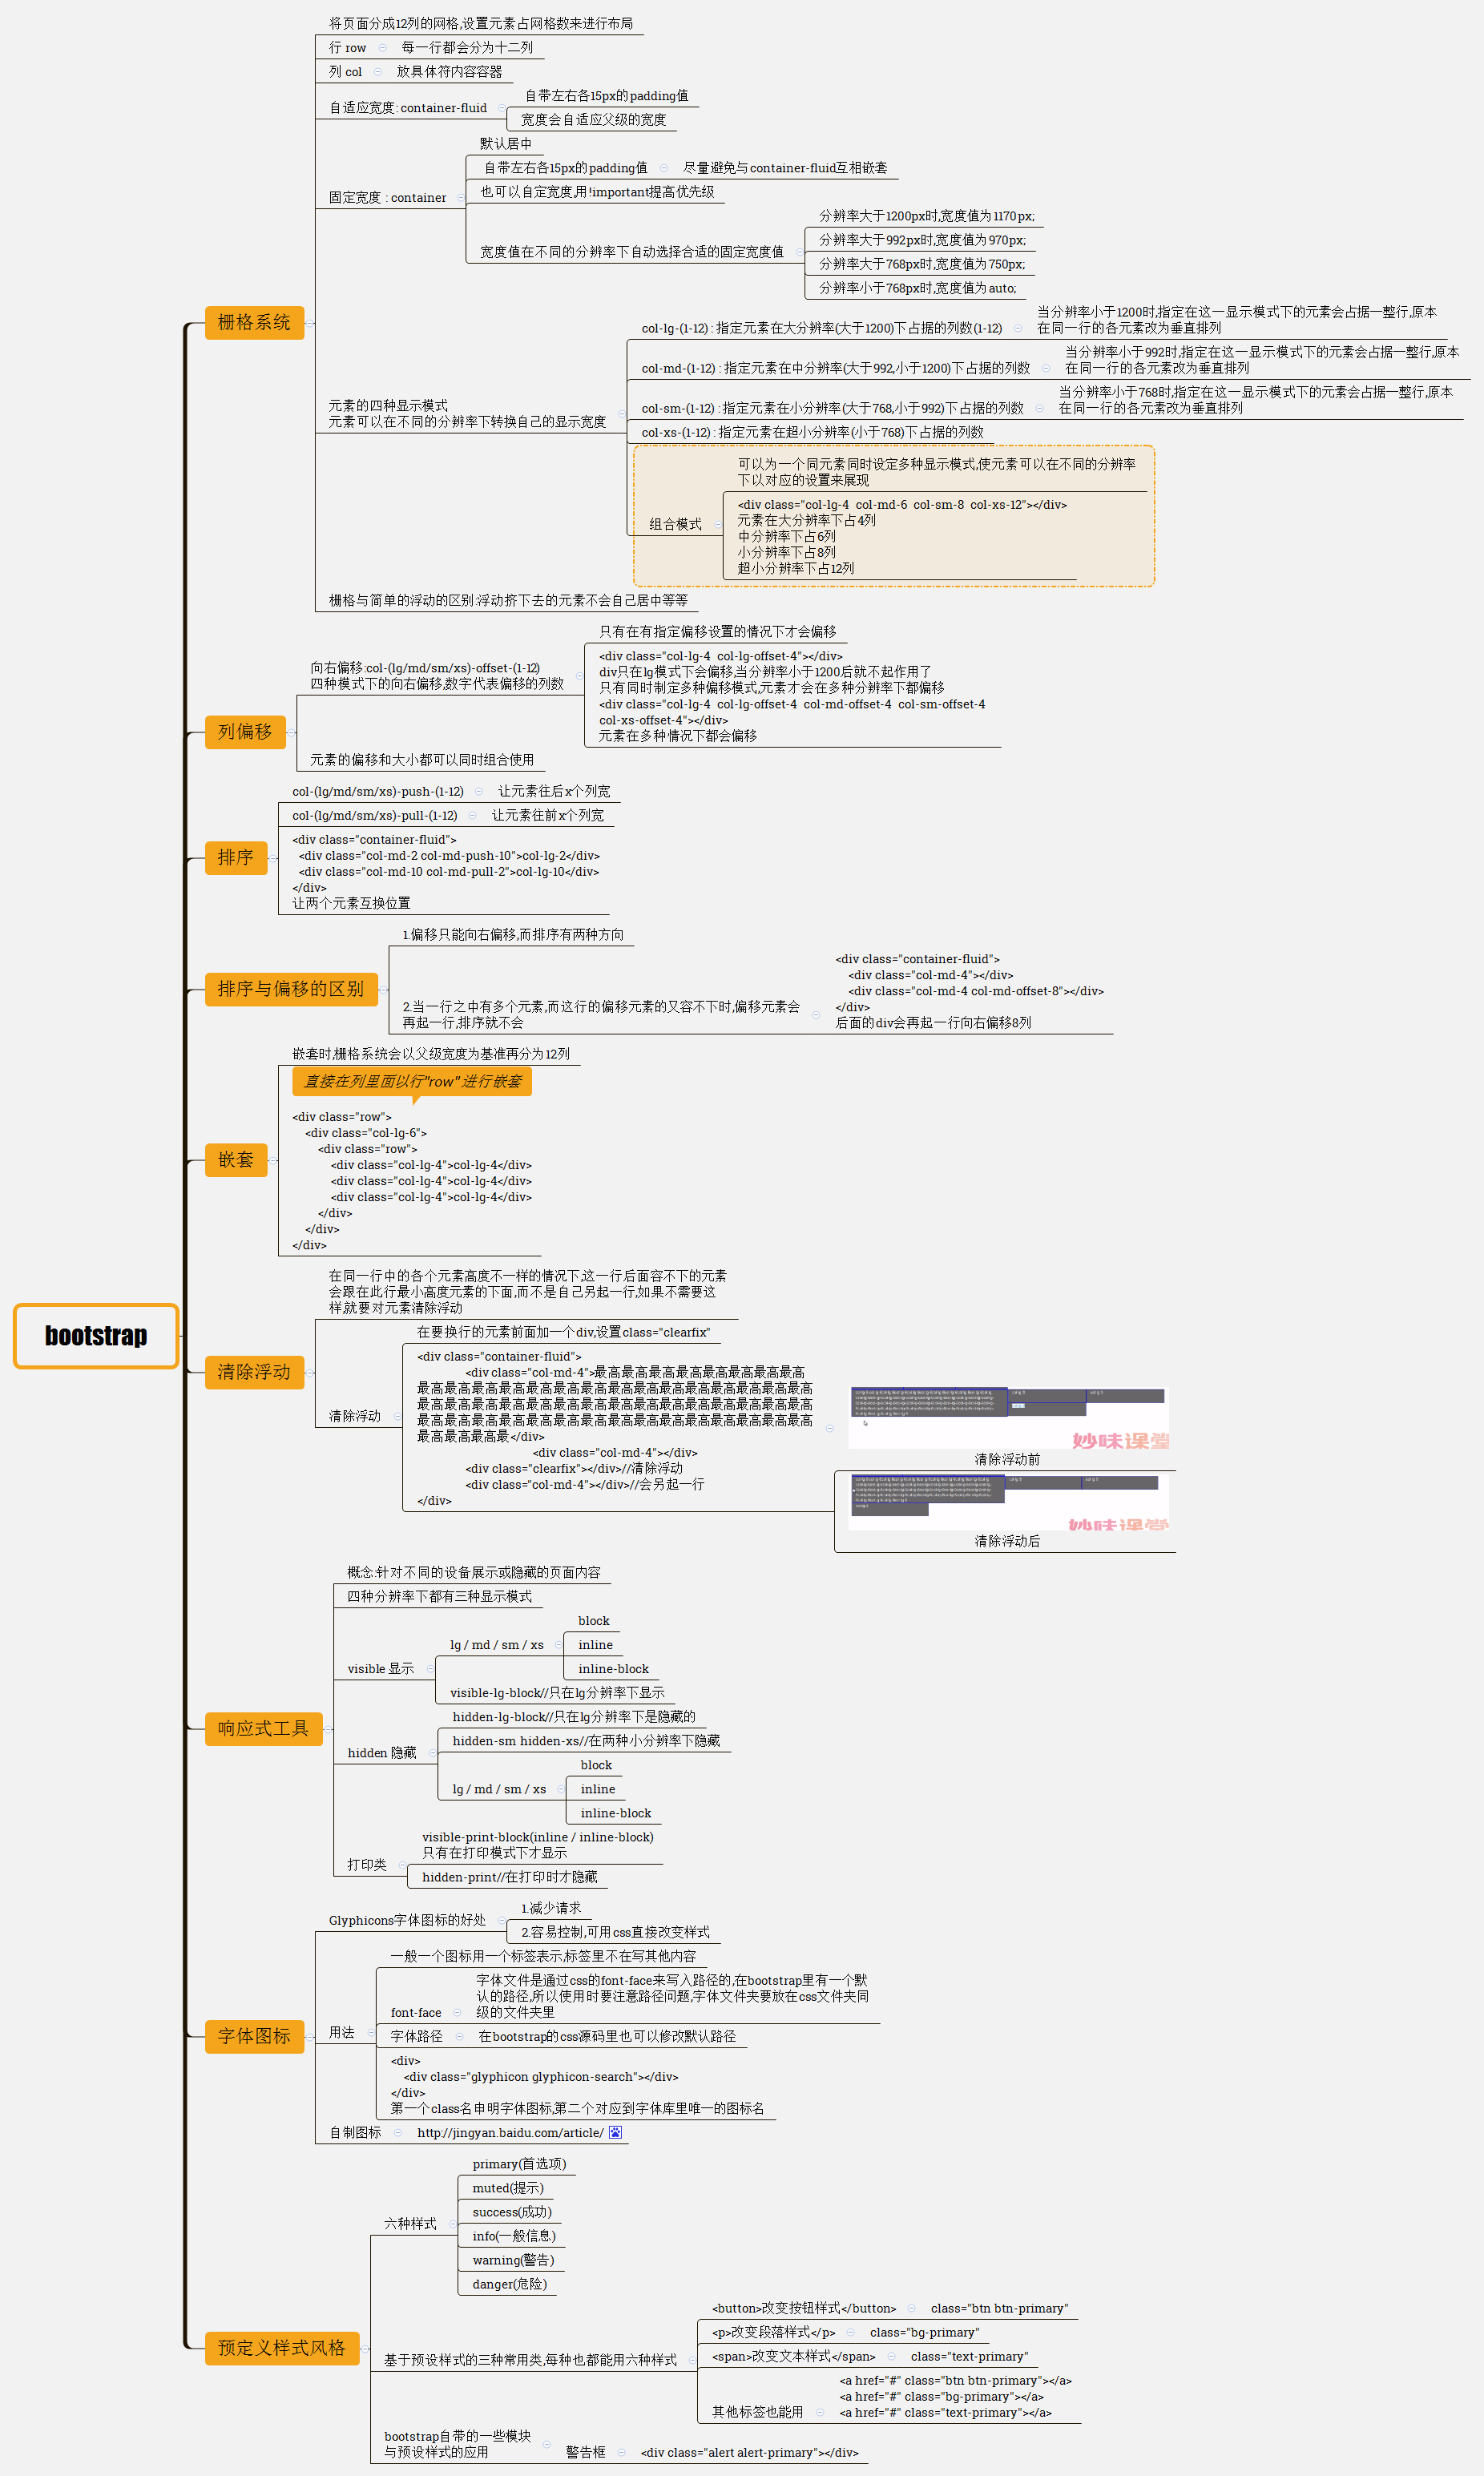 将页面分成12列的网格,设置元素占网格数来进行布局
行 row
每一行都会分为十二列
列 col
放具体符内容容器
自适应宽度: container-fluid
自带左右各15px的padding值
宽度会自适应父级的宽度
固定宽度 : container
默认居中
自带左右各15px的padding值
尽量避免与container-fluid互相嵌套
也可以自定宽度,用!important提高优先级
宽度值在不同的分辨率下自动选择合适的固定宽度值
分辨率大于1200px时,宽度值为1170px;
分辨率大于992px时,宽度值为970px;
分辨率大于768px时,宽度值为750px;
分辨率小于768px时,宽度值为auto;
栅格系统
元素的四种显示模式
元素可以在不同的分辨率下转换自己的显示宽度
col-lg-(1-12) : 指定元素在大分辨率(大于1200)下占据的列数(1-12)
当分辨率小于1200时,指定在这一显示模式下的元素会占据一整行,原本
在同一行的各元素改为垂直排列
col-md-(1-12) : 指定元素在中分辨率(大于992,小于1200)下占据的列数
当分辨率小于992时,指定在这一显示模式下的元素会占据一整行,原本
在同一行的各元素改为垂直排列
col-sm-(1-12) : 指定元素在小分辨率(大于768,小于992)下占据的列数
当分辨率小于768时,指定在这一显示模式下的元素会占据一整行,原本
在同一行的各元素改为垂直排列
col-xs-(1-12) : 指定元素在超小分辨率(小于768)下占据的列数
组合模式
可以为一个同元素同时设定多种显示模式,使元素可以在不同的分辨率
下以对应的设置来展现
<div class="col-lg-4  col-md-6  col-sm-8  col-xs-12"></div>
元素在大分辨率下占4列
中分辨率下占6列
小分辨率下占8列
超小分辨率下占12列
栅格与简单的浮动的区别:浮动挤下去的元素不会自己居中等等
列偏移
向右偏移:col-(lg/md/sm/xs)-offset-(1-12)
四种模式下的向右偏移,数字代表偏移的列数
只有在有指定偏移设置的情况下才会偏移
<div class="col-lg-4  col-lg-offset-4"></div>
div只在lg模式下会偏移,当分辨率小于1200后就不起作用了
只有同时制定多种偏移模式,元素才会在多种分辨率下都偏移
<div class="col-lg-4  col-lg-offset-4  col-md-offset-4  col-sm-offset-4
col-xs-offset-4"></div>
元素在多种情况下都会偏移
元素的偏移和大小都可以同时组合使用
排序
col-(lg/md/sm/xs)-push-(1-12)
让元素往后x个列宽
col-(lg/md/sm/xs)-pull-(1-12)
让元素往前x个列宽
<div class="container-fluid">
<div class="col-md-2 col-md-push-10">col-lg-2</div>
<div class="col-md-10 col-md-pull-2">col-lg-10</div>
</div>
让两个元素互换位置
排序与偏移的区别
1.偏移只能向右偏移,而排序有两种方向
2.当一行之中有多个元素,而这行的偏移元素的又容不下时,偏移元素会
再起一行,排序就不会
<div class="container-fluid">
<div class="col-md-4"></div>
<div class="col-md-4 col-md-offset-8"></div>
</div>
后面的div会再起一行向右偏移8列
嵌套
嵌套时,栅格系统会以父级宽度为基准再分为12列
直接在列里面以行"row" 进行嵌套
<div class="row">
<div class="col-lg-6">
<div class="row">
<div class="col-lg-4">col-lg-4</div>
<div class="col-lg-4">col-lg-4</div>
<div class="col-lg-4">col-lg-4</div>
</div>
</div>
</div>
bootstrap
清除浮动
在同一行中的各个元素高度不一样的情况下,这一行后面容不下的元素
会跟在此行最小高度元素的下面,而不是自己另起一行,如果不需要这
样,就要对元素清除浮动
清除浮动
在要换行的元素前面加一个div,设置class="clearfix"
<div class="container-fluid">
<div class="col-md-4">最高最高最高最高最高最高最高最高
最高最高最高最高最高最高最高最高最高最高最高最高最高最高最高
最高最高最高最高最高最高最高最高最高最高最高最高最高最高最高
最高最高最高最高最高最高最高最高最高最高最高最高最高最高最高
最高最高最高最</div>
<div class="col-md-4"></div>
<div class="clearfix"></div>//清除浮动
<div class="col-md-4"></div>//会另起一行
</div>
妙味课堂
清除浮动前
妙味课堂
清除浮动后
响应式工具
概念:针对不同的设备展示或隐藏的页面内容
四种分辨率下都有三种显示模式
visible 显示
lg / md / sm / xs
block
inline
inline-block
visible-lg-block//只在lg分辨率下显示
hidden 隐藏
hidden-lg-block//只在lg分辨率下是隐藏的
hidden-sm hidden-xs//在两种小分辨率下隐藏
lg / md / sm / xs
block
inline
inline-block
打印类
visible-print-block(inline / inline-block)
只有在打印模式下才显示
hidden-print//在打印时才隐藏
字体图标
Glyphicons字体图标的好处
1.减少请求
2.容易控制,可用css直接改变样式
用法
一般一个图标用一个标签表示,标签里不在写其他内容
font-face
字体文件是通过css的font-face来写入路径的,在bootstrap里有一个默
认的路径,所以使用时要注意路径问题,字体文件夹要放在css文件夹同
级的文件夹里
字体路径
在bootstrap的css源码里也可以修改默认路径
<div>
<div class="glyphicon glyphicon-search"></div>
</div>
第一个class名申明字体图标,第二个对应到字体库里唯一的图标名
自制图标
http://jingyan.baidu.com/article/
预定义样式风格
六种样式
primary(首选项)
muted(提示)
success(成功)
info(一般信息)
warning(警告)
danger(危险)
基于预设样式的三种常用类,每种也都能用六种样式
<button>改变按钮样式</button>
class="btn btn-primary"
<p>改变段落样式</p>
class="bg-primary"
<span>改变文本样式</span>
class="text-primary"
其他标签也能用
<a href="#" class="btn btn-primary"></a>
<a href="#" class="bg-primary"></a>
<a href="#" class="text-primary"></a>
bootstrap自带的一些模块
与预设样式的应用
警告框
<div class="alert alert-primary"></div>